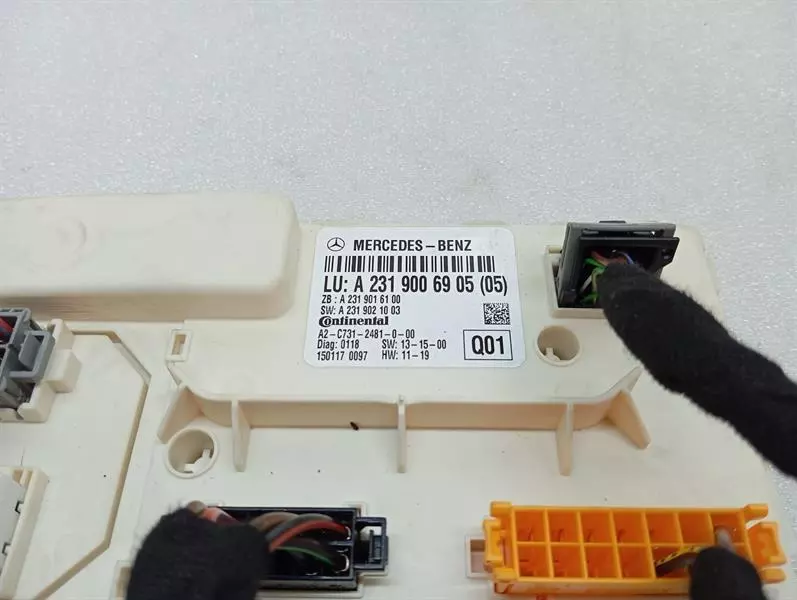 MERCEDES-BENZ
LU: A 231 900 69 05 (05)
ZB : A 231 901 61 00
SW: A 231 902 10 03
Continental
A2-C731-2481-0-00
Diag: 0118 SW: 13-15-00
150117 0097 HW: 11-19
Q01